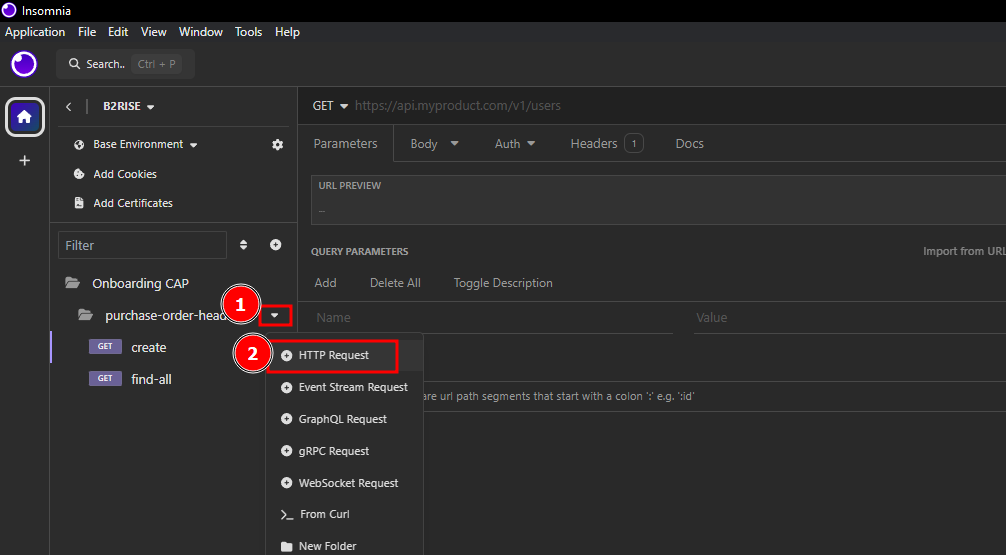 Insomnia
Application File Edit View Window Tools Help
Search.. Ctrl + P
B2RISE
GET https://api.myproduct.com/v1/users
Base Environment
Parameters Body Auth Headers 1 Docs
Add Cookies
Add Certificates
URL PREVIEW
...
Filter
QUERY PARAMETERS Import from URL
Onboarding CAP
Add Delete All Toggle Description
purchase-order-head
1
Name Value
GET create
2
HTTP Request
GET find-all
Event Stream Request
are url path segments that start with a colon ':' e.g. ':id'
GraphQL Request
gRPC Request
WebSocket Request
From Curl
New Folder